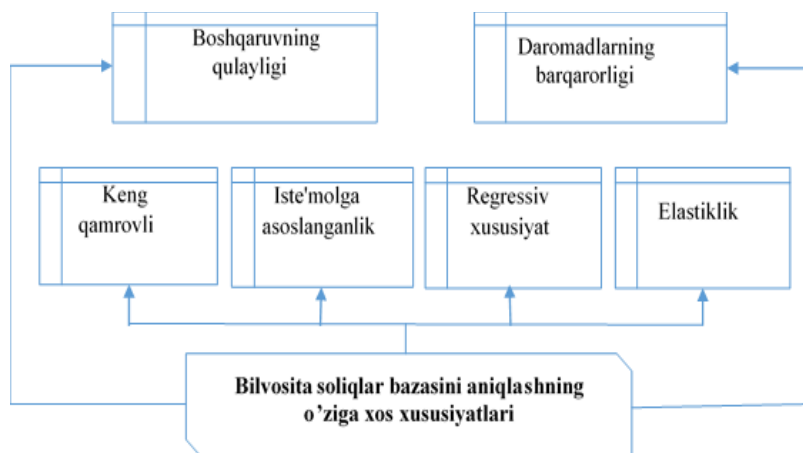 Boshqaruvning
qulayligi
Daromadlarning
barqarorligi
Keng
qamrovli
Iste'molga
asoslanganlik
Regressiv
xususiyat
Elastiklik
Bilvosita soliqlar bazasini aniqlashning
o’ziga xos xususiyatlari